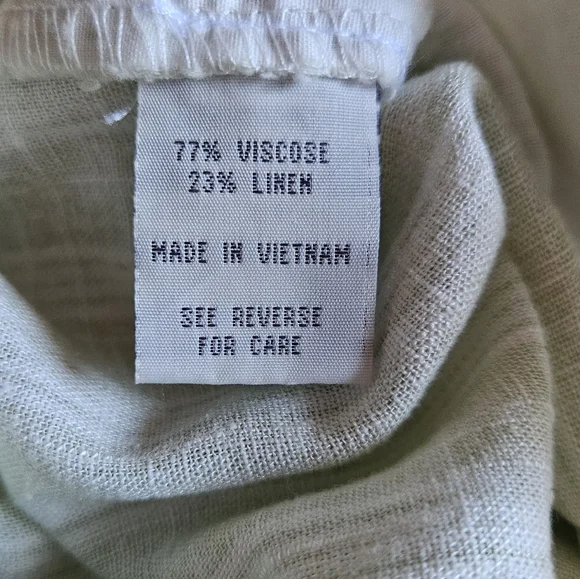 77% VISCOSE
23% LINEN
MADE IN VIETNAM
SEE REVERSE
FOR CARE